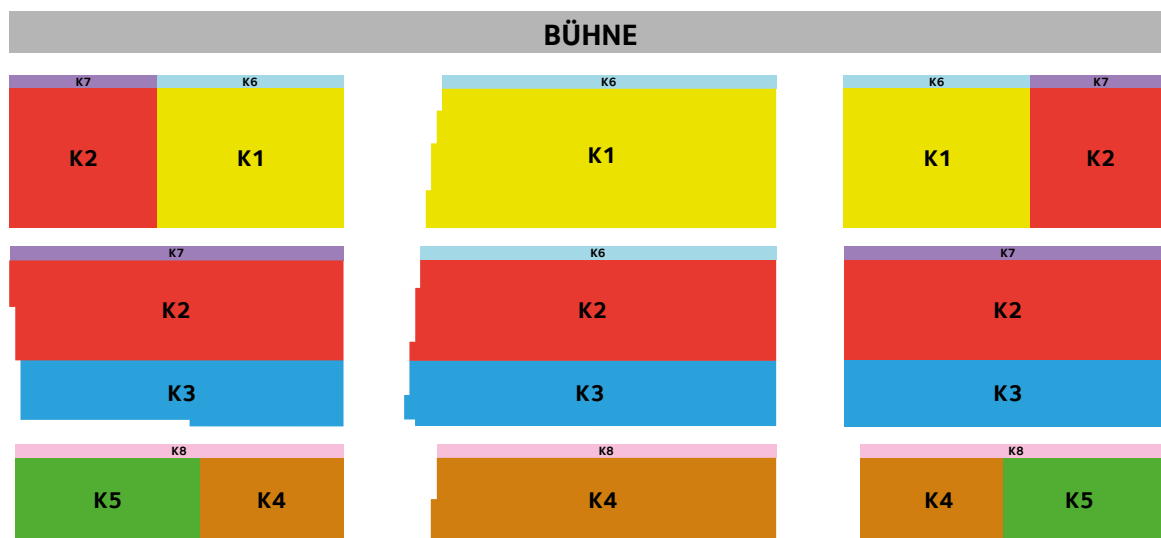 BÜHNE
K7 K6 K6 K6 K7
K2 K1 K1 K1 K2
K7 K6 K7
K2 K2 K2
K3 K3 K3
K8 K8 K8
K5 K4 K4 K4 K5